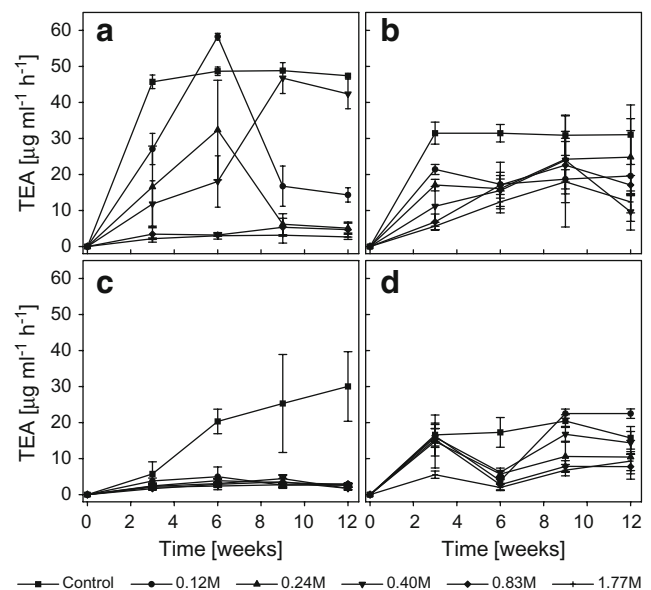 a
b
TEA [µg ml⁻¹ h⁻¹]
60
50
40
30
20
10
0
c
d
TEA [µg ml⁻¹ h⁻¹]
60
50
40
30
20
10
0
0 2 4 6 8 10 12 0 2 4 6 8 10 12
Time [weeks] Time [weeks]
Control 0.12M 0.24M 0.40M 0.83M 1.77M